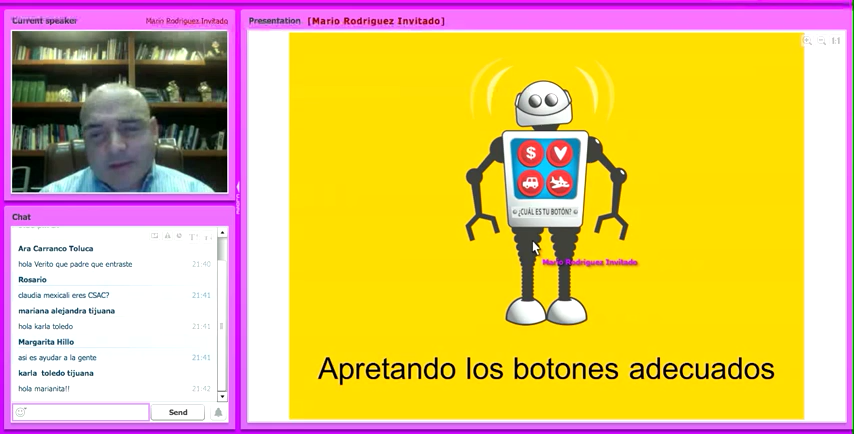 Current speaker
Mario Rodriguez Invitado
Presentation [Mario Rodriguez Invitado]
$
¿CUÁL ES TU BOTÓN?
Mario Rodriguez Invitado
Apretando los botones adecuados
Chat
Ara Carranco Toluca
hola Verito que padre que entraste 21:40
Rosario
claudia mexicali eres CSAC? 21:41
mariana alejandra tijuana
hola karla toledo 21:41
Margarita Hillo
asi es ayudar a la gente 21:41
karla toledo tijuana
hola marianita!! 21:42
Send